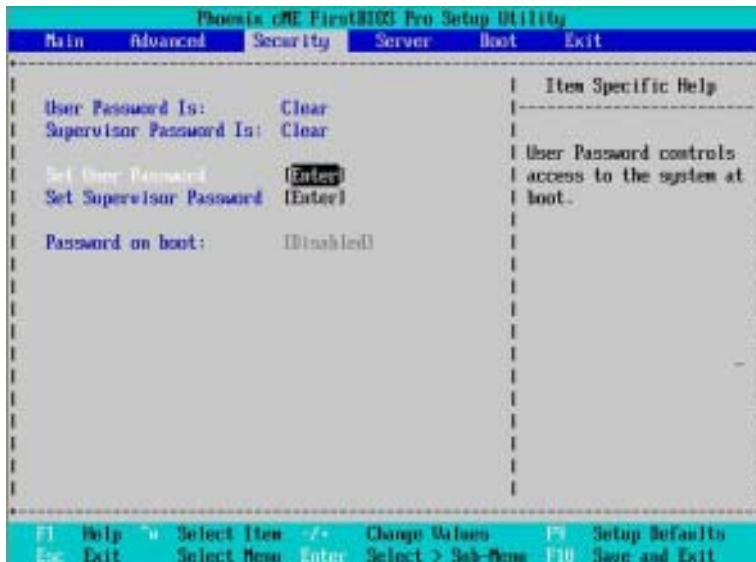 Phoenix cME FirstBIOS Pro Setup Utility
Main Advanced Security Server Boot Exit
Item Specific Help
User Password Is: Clear
Supervisor Password Is: Clear
User Password controls
access to the system at
boot.
Set User Password [Enter]
Set Supervisor Password [Enter]
Password on boot: [Disabled]
F1 Help ^v Select Item -/+ Change Values F9 Setup Defaults
Esc Exit Select Menu Enter Select > Sub-Menu F10 Save and Exit